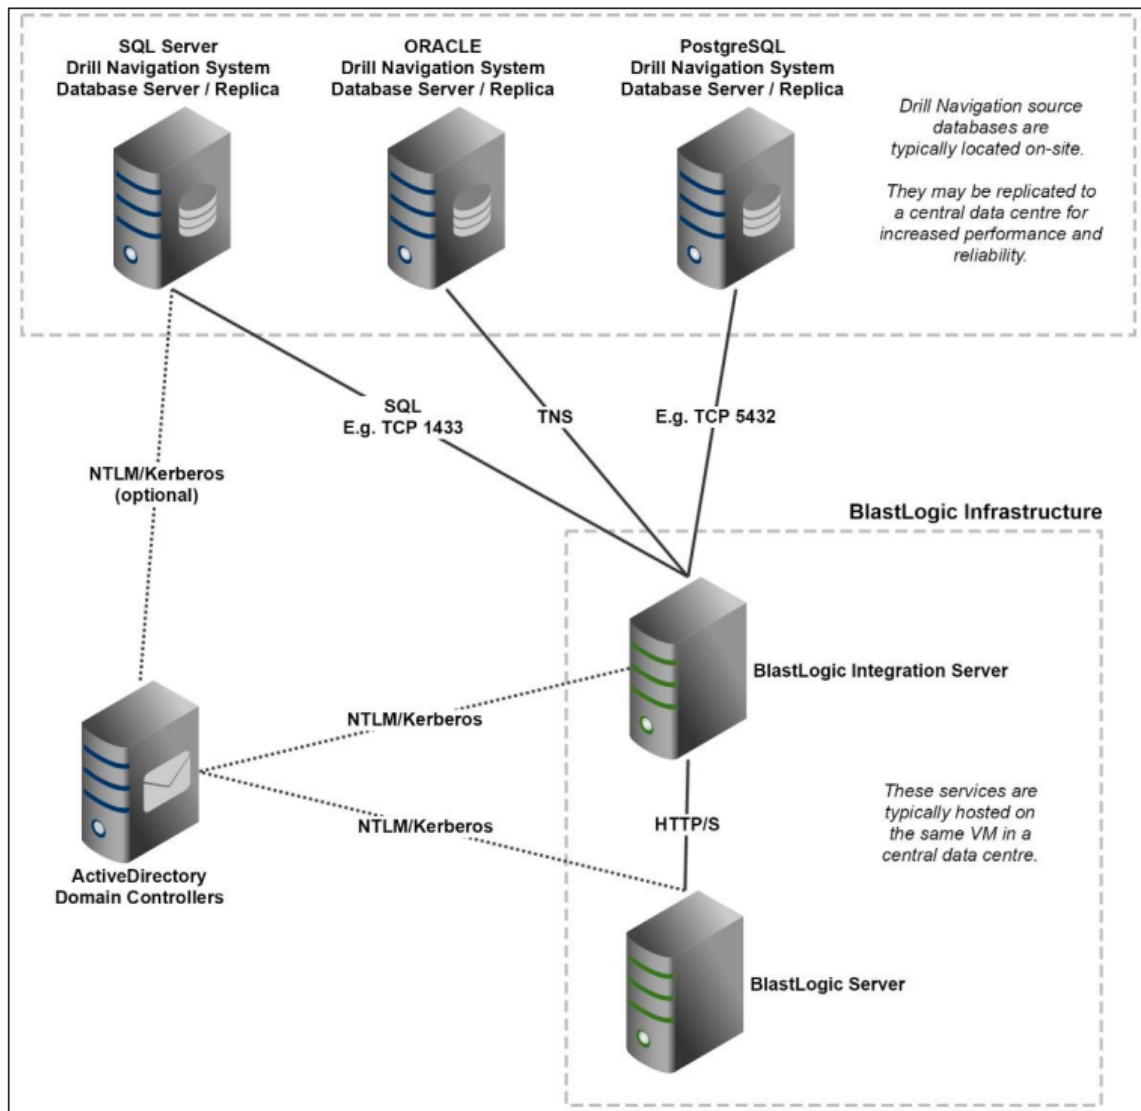 SQL Server
Drill Navigation System
Database Server / Replica
ORACLE
Drill Navigation System
Database Server / Replica
PostgreSQL
Drill Navigation System
Database Server / Replica
Drill Navigation source
databases are
typically located on-site.
They may be replicated to
a central data centre for
increased performance and
reliability.
SQL
E.g. TCP 1433
TNS
E.g. TCP 5432
NTLM/Kerberos
(optional)
BlastLogic Infrastructure
BlastLogic Integration Server
NTLM/Kerberos
ActiveDirectory
Domain Controllers
NTLM/Kerberos
HTTP/S
These services are
typically hosted on
the same VM in a
central data centre.
BlastLogic Server